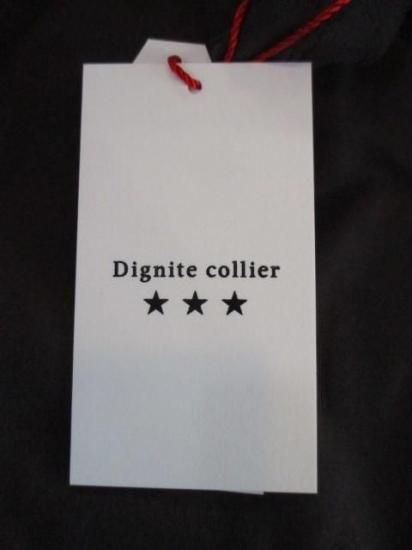 Dignite collier
★ ★ ★